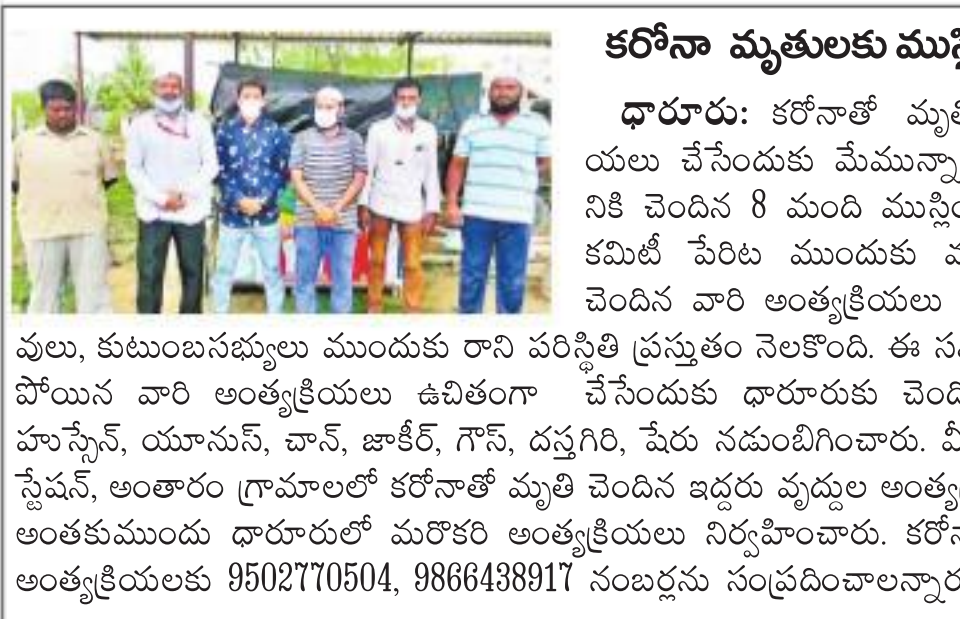 కరోనా మృతులకు ముస్లి
ధారూరు: కరోనాతో మృతి
యలు చేసేందుకు మేమున్నా
నికి చెందిన 8 మంది ముస్లిం
కమిటీ పేరిట ముందుకు వ
చెందిన వారి అంత్యక్రియలు
వులు, కుటుంబసభ్యులు ముందుకు రాని పరిస్థితి ప్రస్తుతం నెలకొంది. ఈ సమ
పోయిన వారి అంత్యక్రియలు ఉచితంగా చేసేందుకు ధారూరుకు చెంది
హుస్సేన్, యూనుస్, చాన్, జాకీర్, గౌస్, దస్తగిరి, షేరు నడుంబిగించారు. వీ
స్టేషన్, అంతారం గ్రామాలలో కరోనాతో మృతి చెందిన ఇద్దరు వృద్ధుల అంత్య
అంతకుముందు ధారూరులో మరొకరి అంత్యక్రియలు నిర్వహించారు. కరోనా
అంత్యక్రియలకు 9502770504, 9866438917 నంబర్లను సంప్రదించాలన్నార